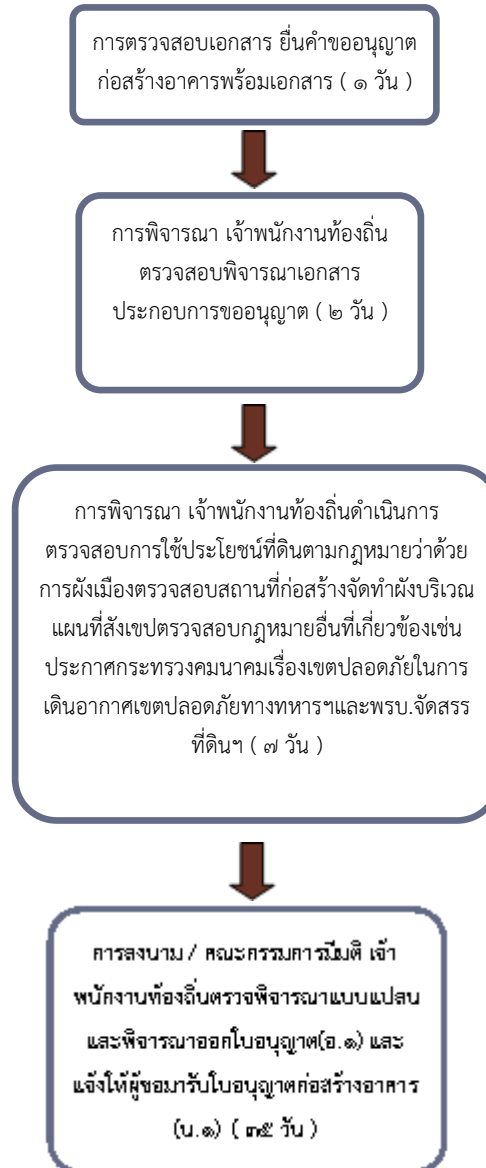 การตรวจสอบเอกสาร ยื่นคำขออนุญาต
ก่อสร้างอาคารพร้อมเอกสาร ( ๑ วัน )
การพิจารณา เจ้าพนักงานท้องถิ่น
ตรวจสอบพิจารณาเอกสาร
ประกอบการขออนุญาต ( ๒ วัน )
การพิจารณา เจ้าพนักงานท้องถิ่นดำเนินการ
ตรวจสอบการใช้ประโยชน์ที่ดินตามกฎหมายว่าด้วย
การผังเมืองตรวจสอบสถานที่ก่อสร้างจัดทำผังบริเวณ
แผนที่สังเขปตรวจสอบกฎหมายอื่นที่เกี่ยวข้องเช่น
ประกาศกระทรวงคมนาคมเรื่องเขตปลอดภัยในการ
เดินอากาศเขตปลอดภัยทางทหารฯและพรบ.จัดสรร
ที่ดินฯ ( ๗ วัน )
การลงนาม / คณะกรรมการมีมติ เจ้า
พนักงานท้องถิ่นตรวจพิจารณาแบบแปลน
และพิจารณาออกใบอนุญาต(อ.๑) และ
แจ้งให้ผู้ขอมารับใบอนุญาตก่อสร้างอาคาร
(น.๑) ( ๓๕ วัน )